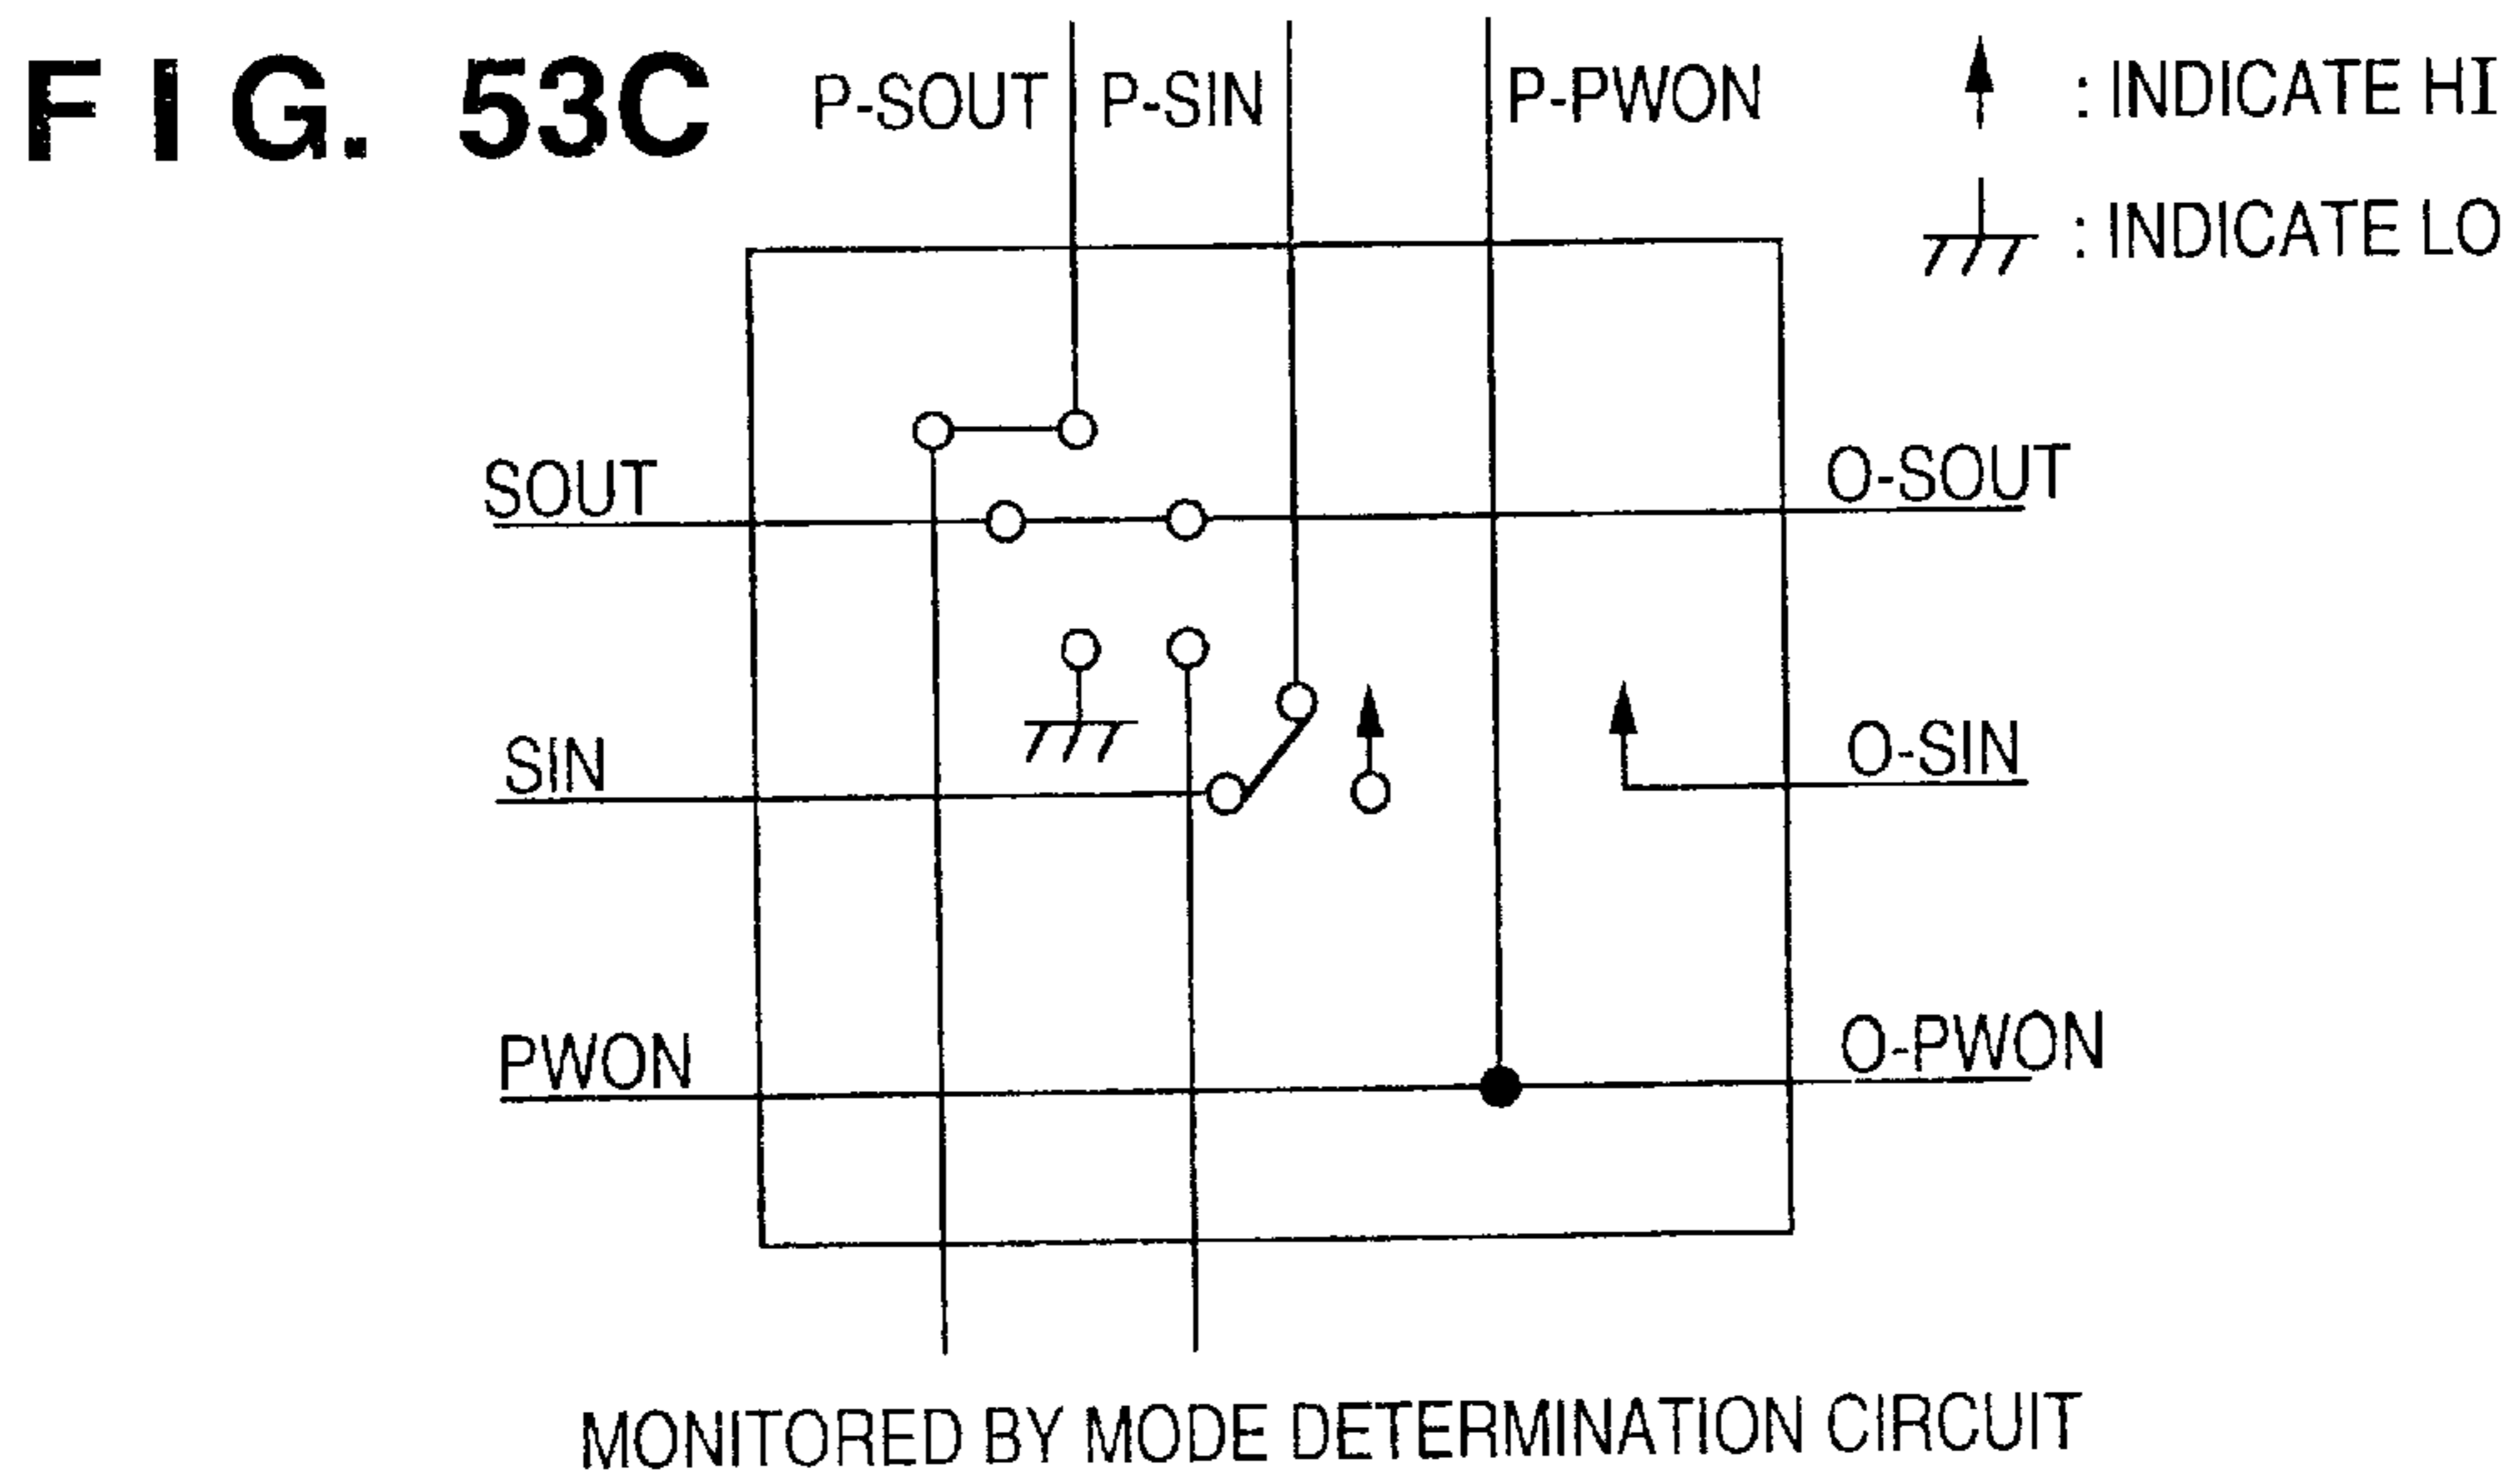 FIG. 53C
P-SOUT P-SIN P-PWON
: INDICATE HI
: INDICATE LO
SOUT
O-SOUT
SIN
O-SIN
PWON
O-PWON
MONITORED BY MODE DETERMINATION CIRCUIT